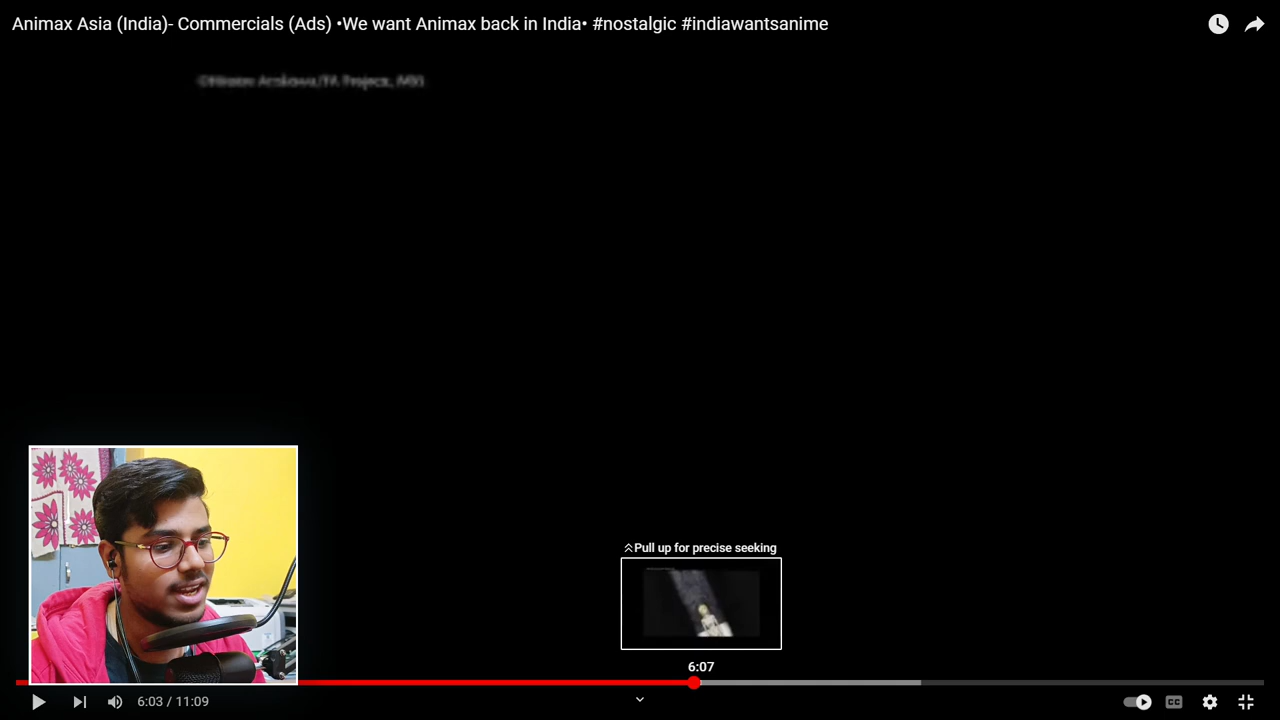 Animax Asia (India)- Commercials (Ads) •We want Animax back in India• #nostalgic #indiawantsanime
Pull up for precise seeking
6:07
6:03 / 11:09
CC